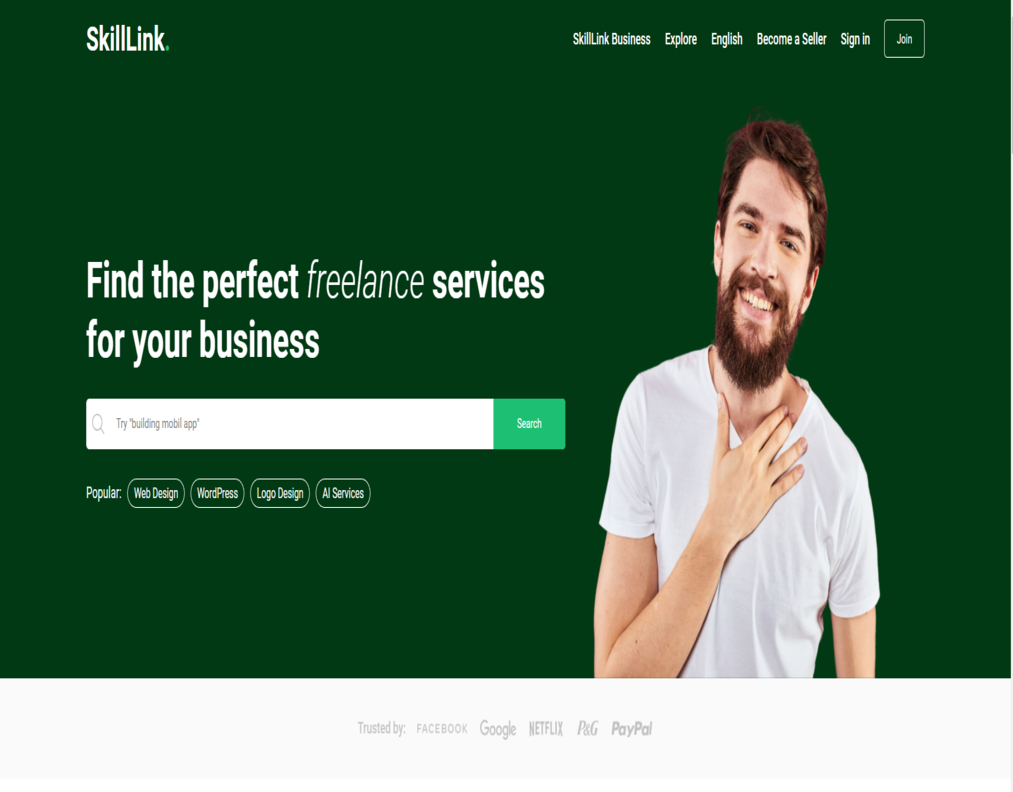 SkillLink.
SkillLink Business Explore English Become a Seller Sign in Join
Find the perfect freelance services
for your business
Try "building mobil app"
Search
Popular: Web Design WordPress Logo Design AI Services
Trusted by: FACEBOOK Google NETFLIX P&G PayPal